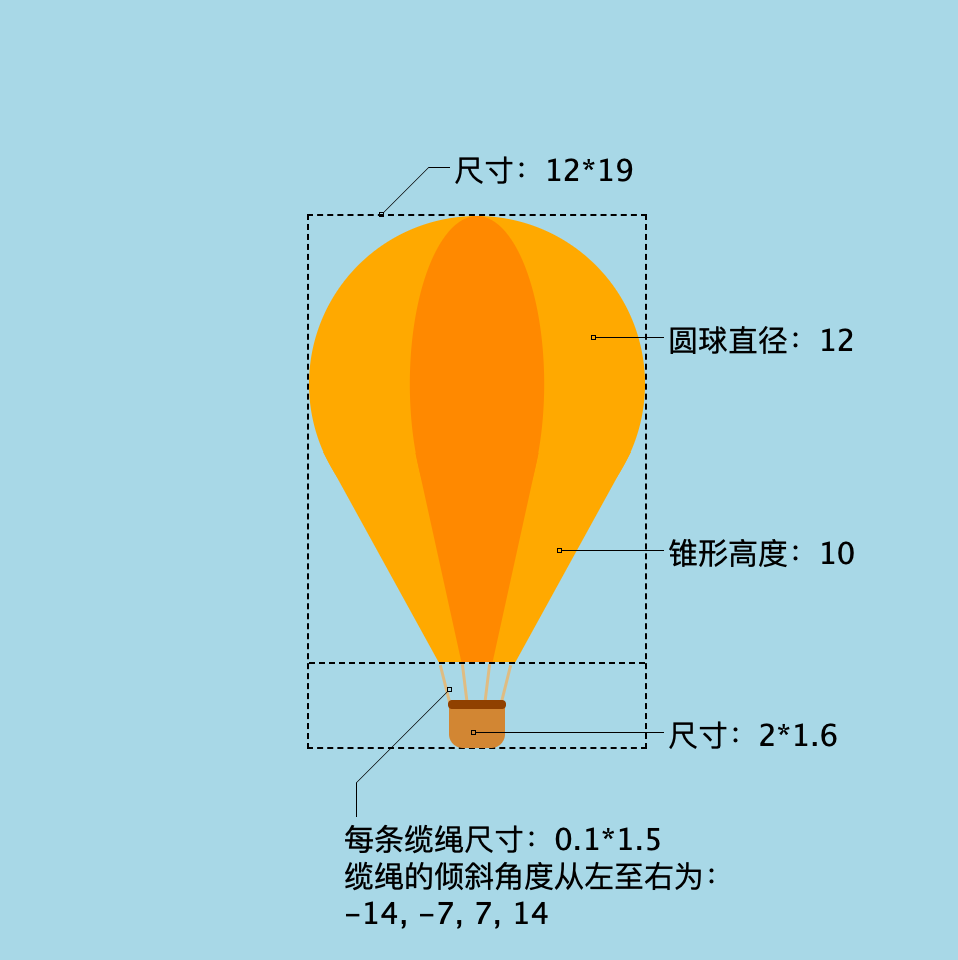 尺寸：12*19
圆球直径：12
锥形高度：10
尺寸：2*1.6
每条缆绳尺寸：0.1*1.5
缆绳的倾斜角度从左至右为：
-14, -7, 7, 14